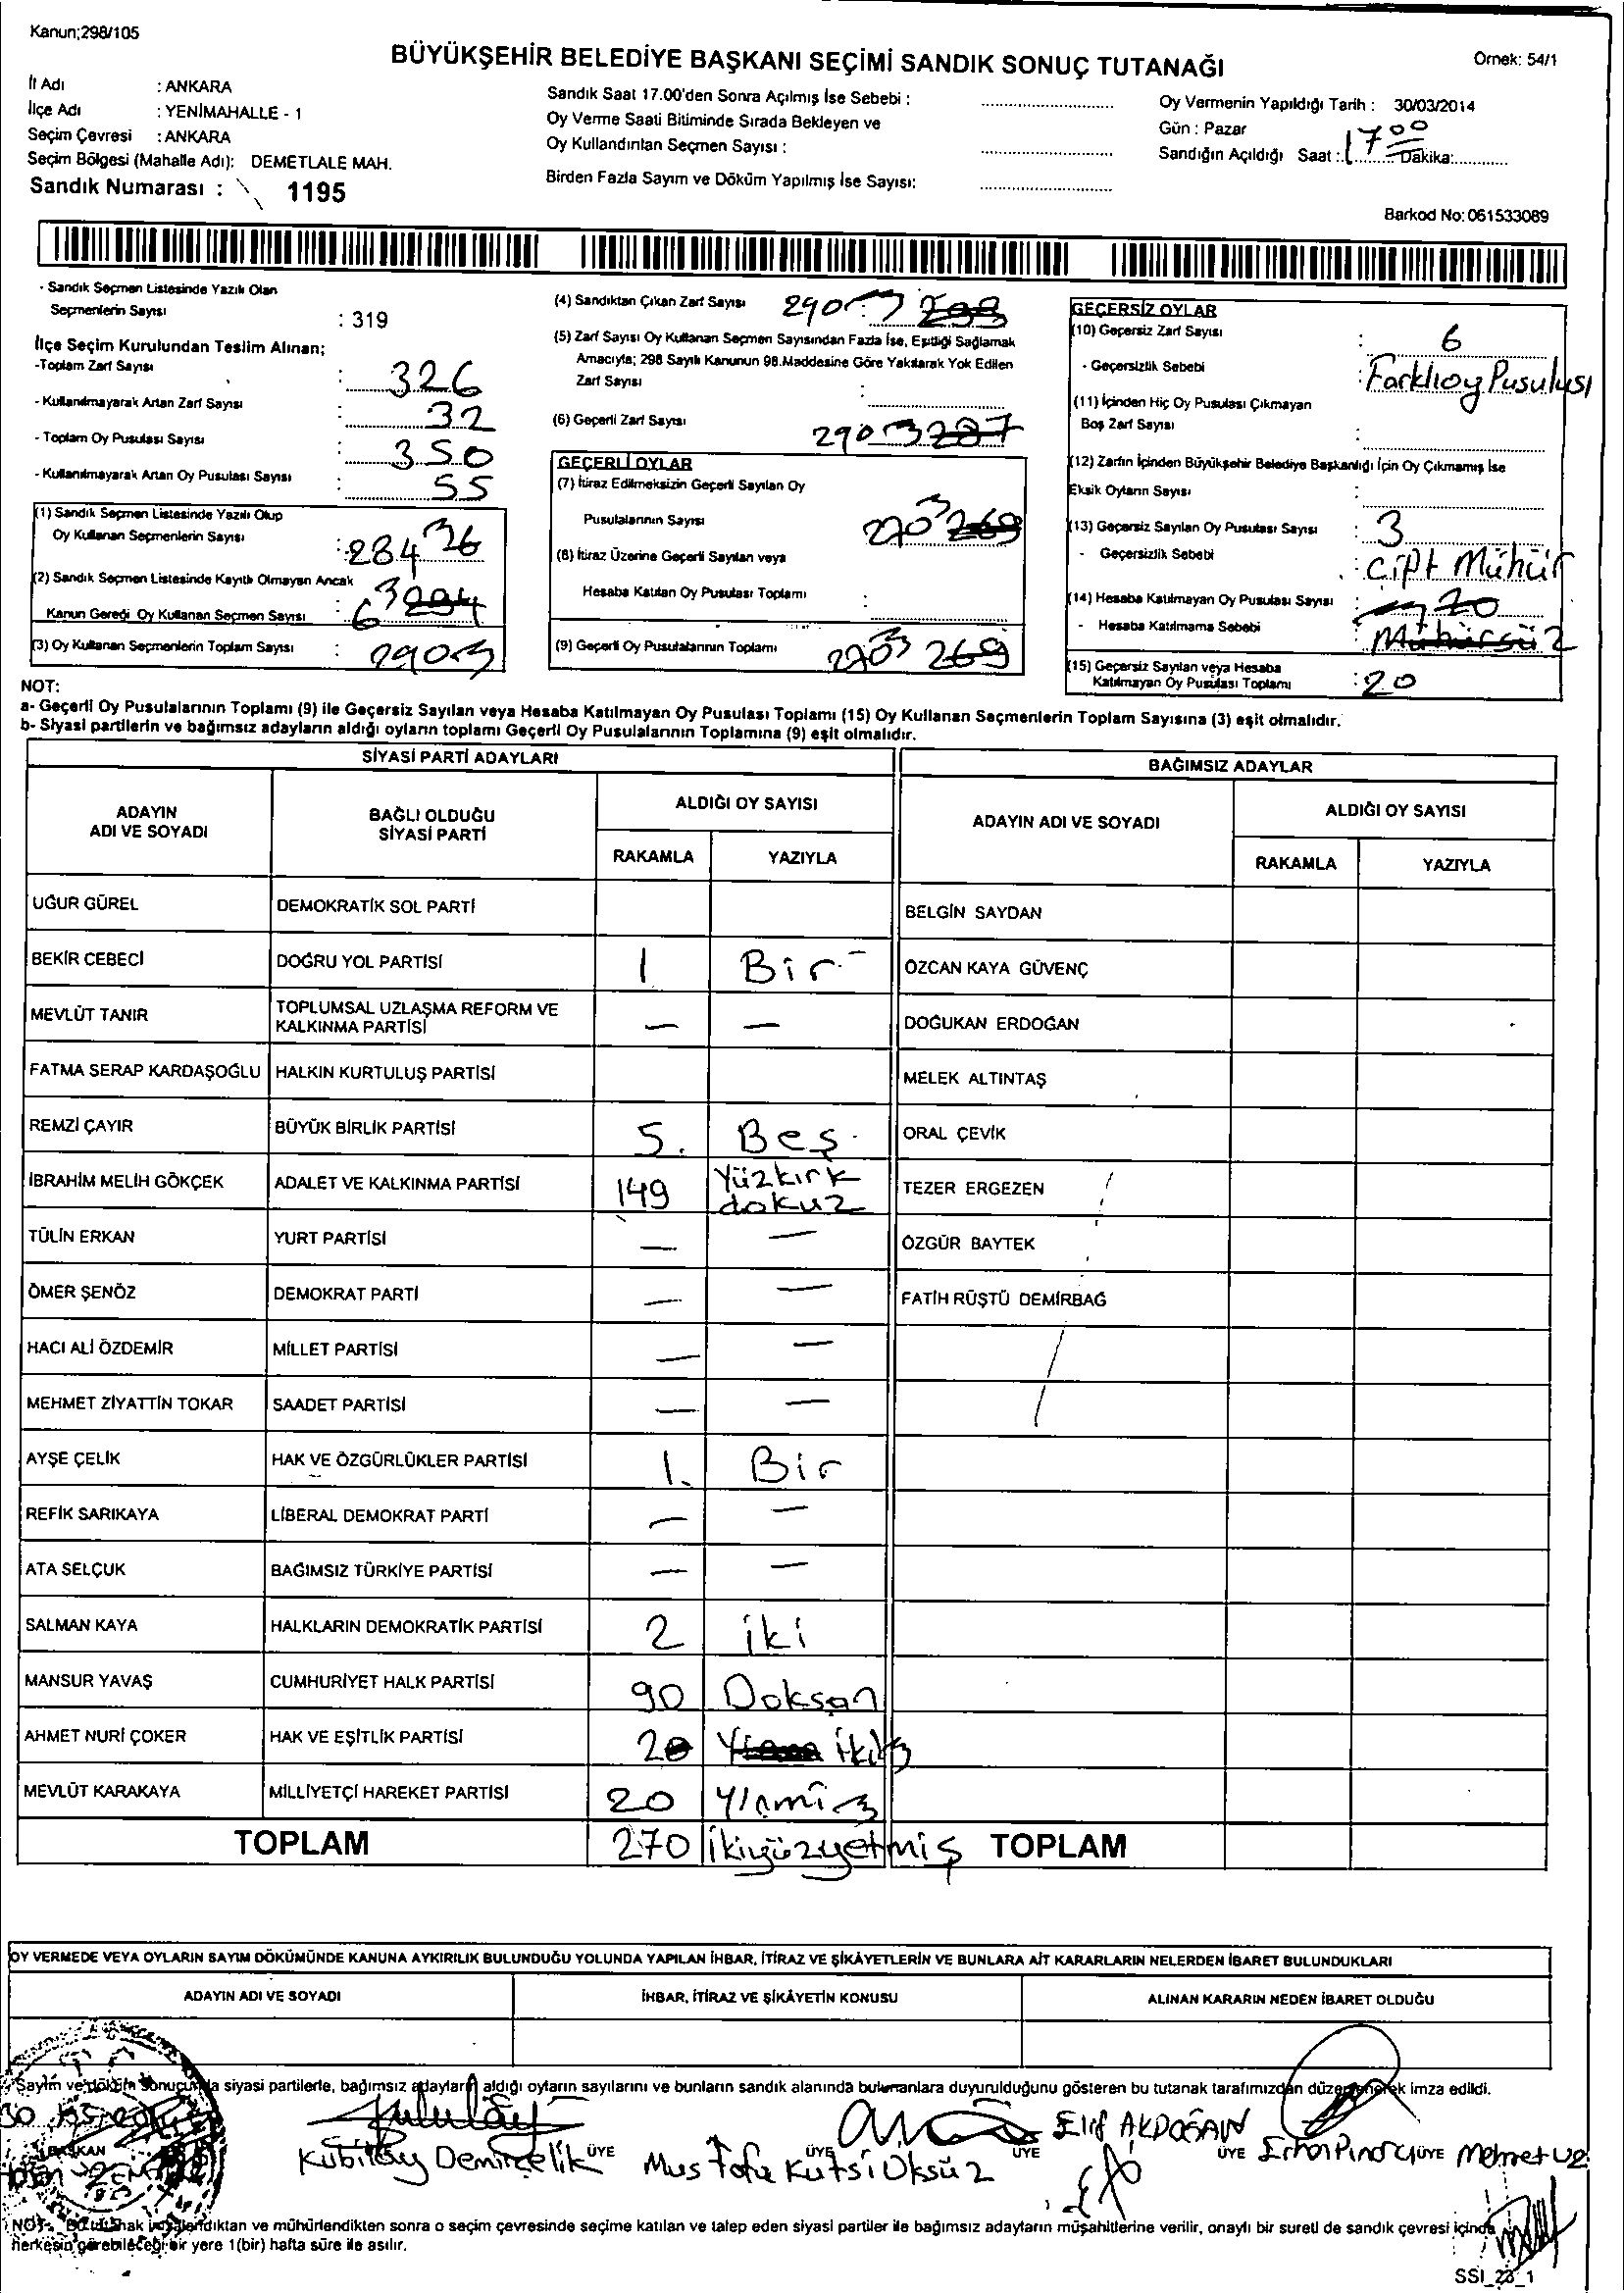 Kanun;298/105
BÜYÜKŞEHİR BELEDİYE BAŞKANI SEÇİMİ SANDIK SONUÇ TUTANAĞI
Örnek: 54/1
İl Adı : ANKARA
İlçe Adı : YENİMAHALLE - 1
Seçim Çevresi : ANKARA
Seçim Bölgesi (Mahalle Adı): DEMETLALE MAH.
Sandık Numarası : 1195
Sandık Saat 17.00'den Sonra Açılmış İse Sebebi :
Oy Verme Saati Bitiminde Sırada Bekleyen ve
Oy Kullandırılan Seçmen Sayısı :
Birden Fazla Sayım ve Döküm Yapılmış İse Sayısı:
Oy Vermenin Yapıldığı Tarih : 30/03/2014
Gün : Pazar
Sandığın Açıldığı Saat : 17 00 Dakika:
Barkod No: 061533089
- Sandık Seçmen Listesinde Yazılı Olan
Seçmenlerin Sayısı : 319
İlçe Seçim Kurulundan Teslim Alınan;
-Toplam Zarf Sayısı : 326
- Kullanılmayarak Artan Zarf Sayısı : 32
- Toplam Oy Pusulası Sayısı : 350
- Kullanılmayarak Artan Oy Pusulası Sayısı : 55
(1) Sandık Seçmen Listesinde Yazılı Olup
Oy Kullanan Seçmenlerin Sayısı : 284
(2) Sandık Seçmen Listesinde Kayıtlı Olmayan Ancak
Kanun Gereği Oy Kullanan Seçmen Sayısı : 6
(3) Oy Kullanan Seçmenlerin Toplam Sayısı : 290
(4) Sandıktan Çıkan Zarf Sayısı 290
(5) Zarf Sayısı Oy Kullanan Seçmen Sayısından Fazla İse, Eşitliği Sağlamak
Amacıyla; 298 Sayılı Kanunun 98.Maddesine Göre Yakılarak Yok Edilen
Zarf Sayısı :
(6) Geçerli Zarf Sayısı : 290 287
GEÇERLİ OYLAR
(7) İtiraz Edilmeksizin Geçerli Sayılan Oy
Pusulalarının Sayısı 270 269
(8) İtiraz Üzerine Geçerli Sayılan veya
Hesaba Katılan Oy Pusulası Toplamı :
(9) Geçerli Oy Pusulalarının Toplamı 270 269
GEÇERSİZ OYLAR
(10) Geçersiz Zarf Sayısı : 6
- Geçersizlik Sebebi : Farklıoy Pusulusı
(11) İçinden Hiç Oy Pusulası Çıkmayan
Boş Zarf Sayısı :
(12) Zarfın İçinden Büyükşehir Belediye Başkanlığı İçin Oy Çıkmamış İse
Eksik Oyların Sayısı :
(13) Geçersiz Sayılan Oy Pusulası Sayısı : 3
- Geçersizlik Sebebi : Çift Mühür
(14) Hesaba Katılmayan Oy Pusulası Sayısı : 20
- Hesaba Katılmama Sebebi : Mühürsüz
(15) Geçersiz Sayılan veya Hesaba
Katılmayan Oy Pusulası Toplamı : 20
NOT:
a- Geçerli Oy Pusulalarının Toplamı (9) ile Geçersiz Sayılan veya Hesaba Katılmayan Oy Pusulası Toplamı (15) Oy Kullanan Seçmenlerin Toplam Sayısına (3) eşit olmalıdır.
b- Siyasi partilerin ve bağımsız adayların aldığı oyların toplamı Geçerli Oy Pusulalarının Toplamına (9) eşit olmalıdır.
SİYASİ PARTİ ADAYLARI
BAĞIMSIZ ADAYLAR
ADAYIN ADI VE SOYADI
BAĞLI OLDUĞU SİYASİ PARTİ
ALDIĞI OY SAYISI
RAKAMLA YAZIYLA
ADAYIN ADI VE SOYADI
ALDIĞI OY SAYISI
RAKAMLA YAZIYLA
UĞUR GÜREL DEMOKRATİK SOL PARTİ BELGİN SAYDAN
BEKİR CEBECİ DOĞRU YOL PARTİSİ 1 Bir ÖZCAN KAYA GÜVENÇ
MEVLÜT TANIR TOPLUMSAL UZLAŞMA REFORM VE KALKINMA PARTİSİ — — DOĞUKAN ERDOĞAN
FATMA SERAP KARDAŞOĞLU HALKIN KURTULUŞ PARTİSİ MELEK ALTINTAŞ
REMZİ ÇAYIR BÜYÜK BİRLİK PARTİSİ 5. Beş ORAL ÇEVİK
İBRAHİM MELİH GÖKÇEK ADALET VE KALKINMA PARTİSİ 149 Yüzkırk dokuz TEZER ERGEZEN
TÜLİN ERKAN YURT PARTİSİ — — ÖZGÜR BAYTEK
ÖMER ŞENÖZ DEMOKRAT PARTİ — — FATİH RÜŞTÜ DEMİRBAĞ
HACI ALİ ÖZDEMİR MİLLET PARTİSİ — —
MEHMET ZİYATTİN TOKAR SAADET PARTİSİ — —
AYŞE ÇELİK HAK VE ÖZGÜRLÜKLER PARTİSİ 1. Bir
REFİK SARIKAYA LİBERAL DEMOKRAT PARTİ — —
ATA SELÇUK BAĞIMSIZ TÜRKİYE PARTİSİ — —
SALMAN KAYA HALKLARIN DEMOKRATİK PARTİSİ 2 iki
MANSUR YAVAŞ CUMHURİYET HALK PARTİSİ 90 Doksan
AHMET NURİ ÇOKER HAK VE EŞİTLİK PARTİSİ 2 iki
MEVLÜT KARAKAYA MİLLİYETÇİ HAREKET PARTİSİ 20 Yirmi
TOPLAM 270 ikiyüzyetmiş TOPLAM
OY VERMEDE VEYA OYLARIN SAYIM DÖKÜMÜNDE KANUNA AYKIRILIK BULUNDUĞU YOLUNDA YAPILAN İHBAR, İTİRAZ VE ŞİKÂYETLERİN VE BUNLARA AİT KARARLARIN NELERDEN İBARET BULUNDUKLARI
ADAYIN ADI VE SOYADI İHBAR, İTİRAZ VE ŞİKÂYETİN KONUSU ALINAN KARARIN NEDEN İBARET OLDUĞU
Sayım ve döküm sonucunda siyasi partilerle, bağımsız adayların aldığı oyların sayılarını ve bunların sandık alanında bulunanlara duyurulduğunu gösteren bu tutanak tarafımızdan düzenlenerek imza edildi.
BAŞKAN ÜYE ÜYE ÜYE ÜYE ÜYE
Kubilay Demirçelik Mustafa Kutsi Öksüz Elif AKDOĞAN Mehmet
NOT: Bu tutanak imzalandıktan ve mühürlendikten sonra o seçim çevresinde seçime katılan ve talep eden siyasi partiler ile bağımsız adayların müşahitlerine verilir, onaylı bir sureti de sandık çevresi içinde
herkesin görebileceği bir yere 1(bir) hafta süre ile asılır.
SSI_23_1